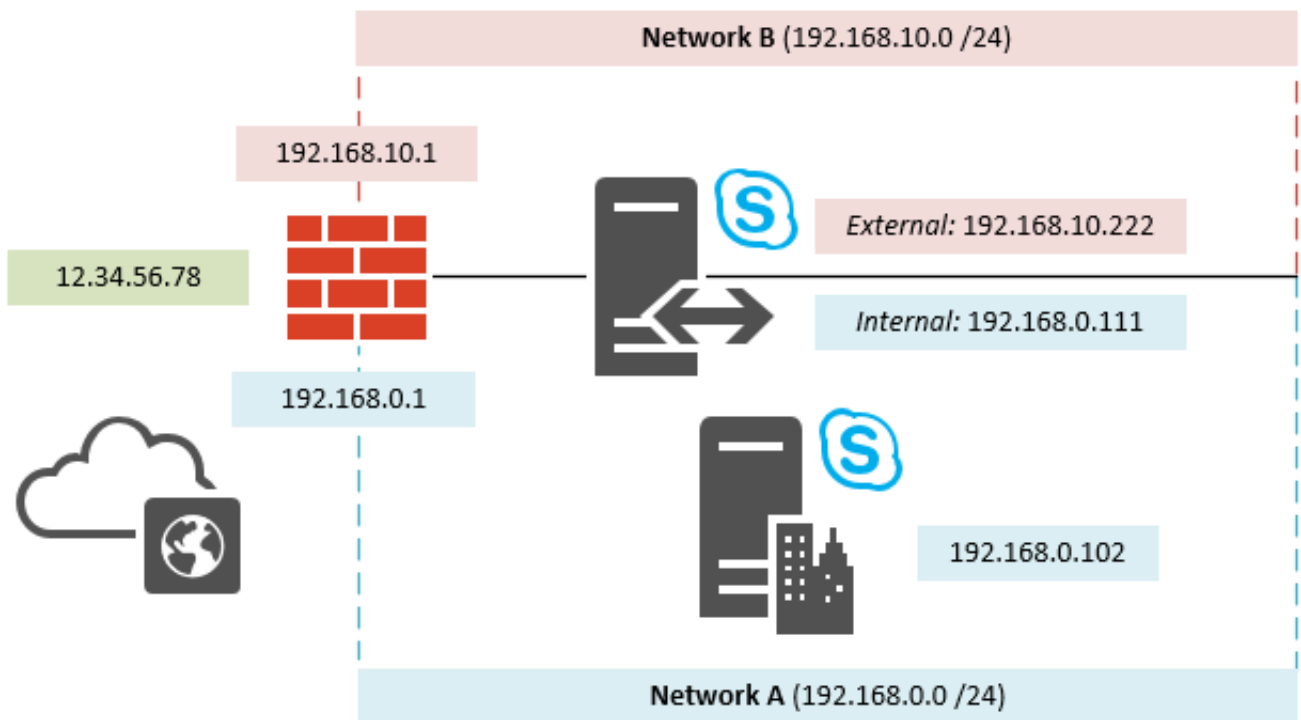 Network B (192.168.10.0 /24)
192.168.10.1
External: 192.168.10.222
12.34.56.78
Internal: 192.168.0.111
192.168.0.1
192.168.0.102
Network A (192.168.0.0 /24)
S
S